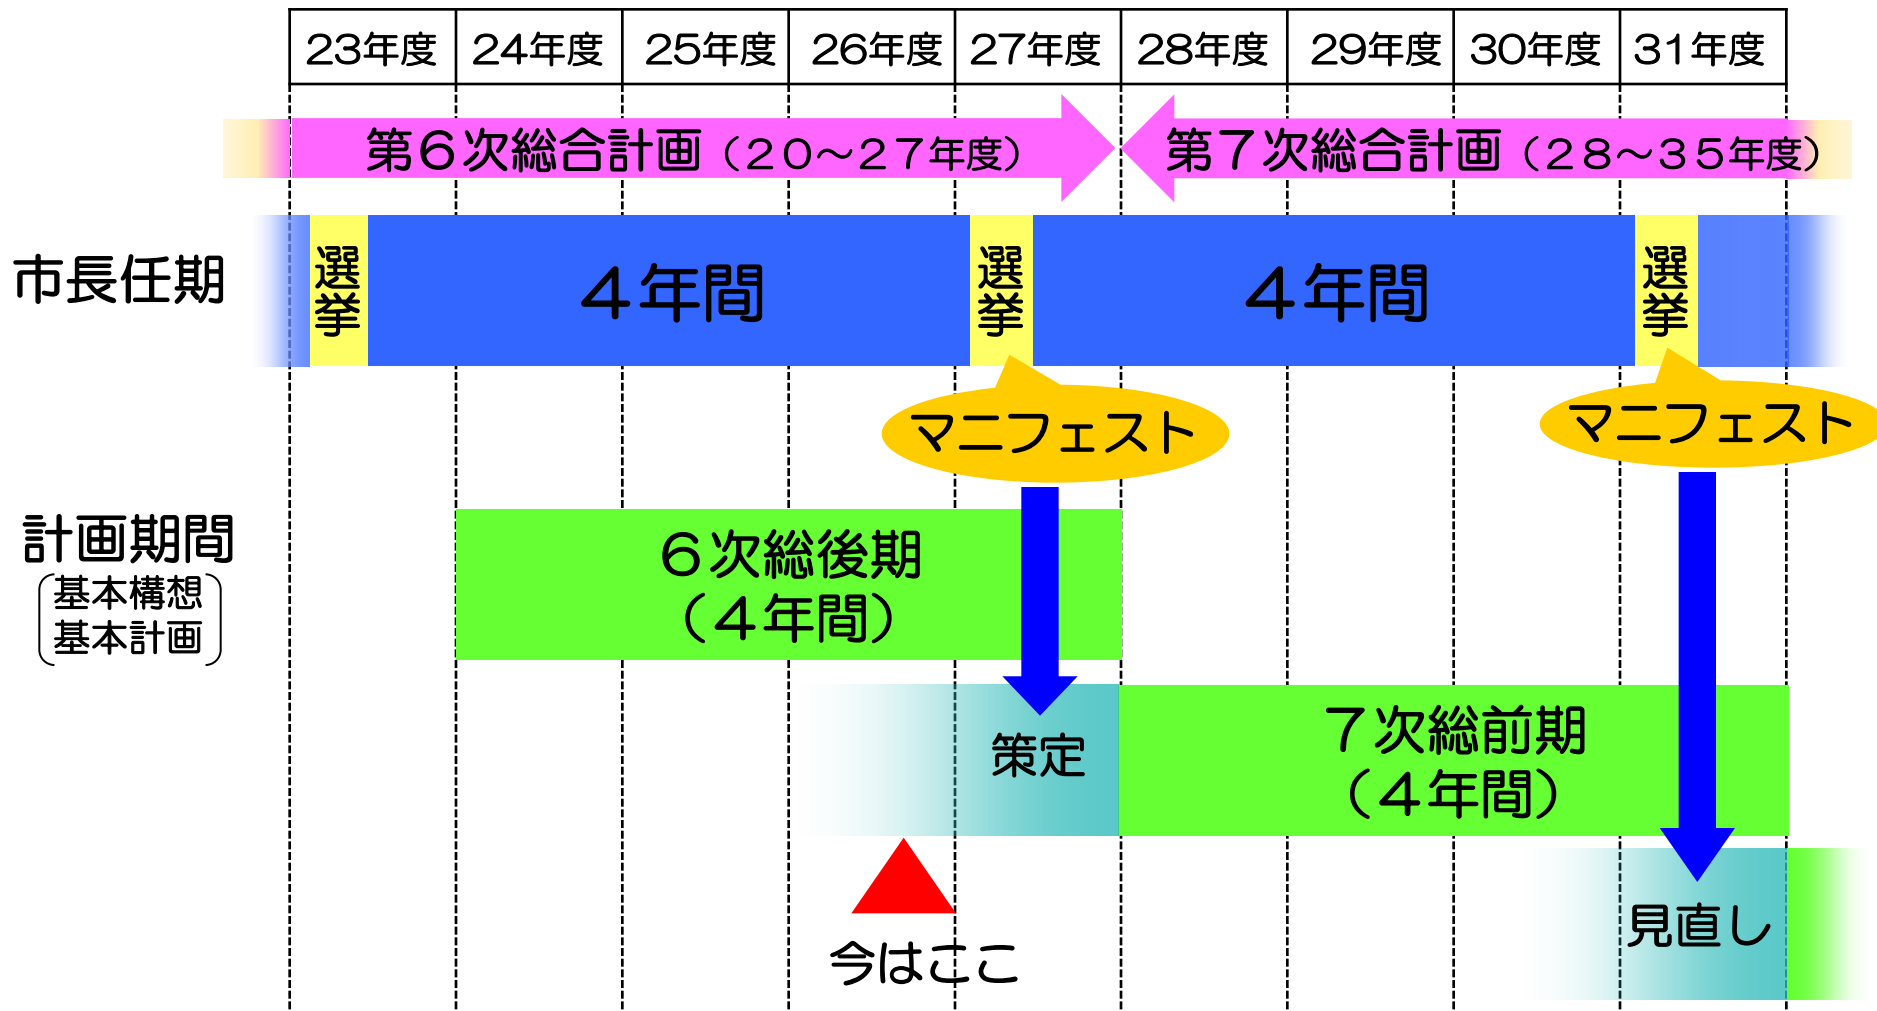 23年度 24年度 25年度 26年度 27年度 28年度 29年度 30年度 31年度
第6次総合計画（20～27年度） 第7次総合計画（28～35年度）
市長任期
選挙
4年間
選挙
4年間
選挙
マニフェスト
マニフェスト
計画期間
（基本構想
基本計画）
6次総後期
（4年間）
策定
7次総前期
（4年間）
見直し
今はここ